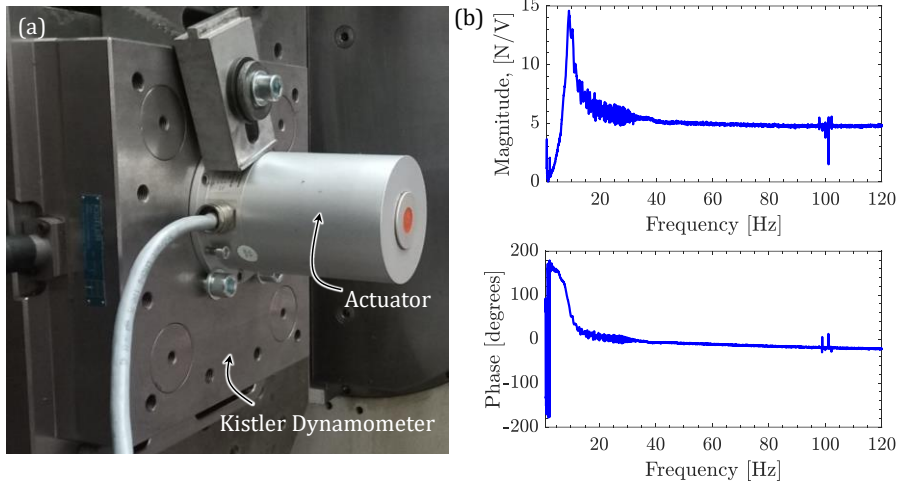 (a)
Actuator
Kistler Dynamometer
(b)
Magnitude, [N/V]
15
10
5
0
20 40 60 80 100 120
Frequency [Hz]
Phase [degrees]
200
100
0
-100
-200
20 40 60 80 100 120
Frequency [Hz]